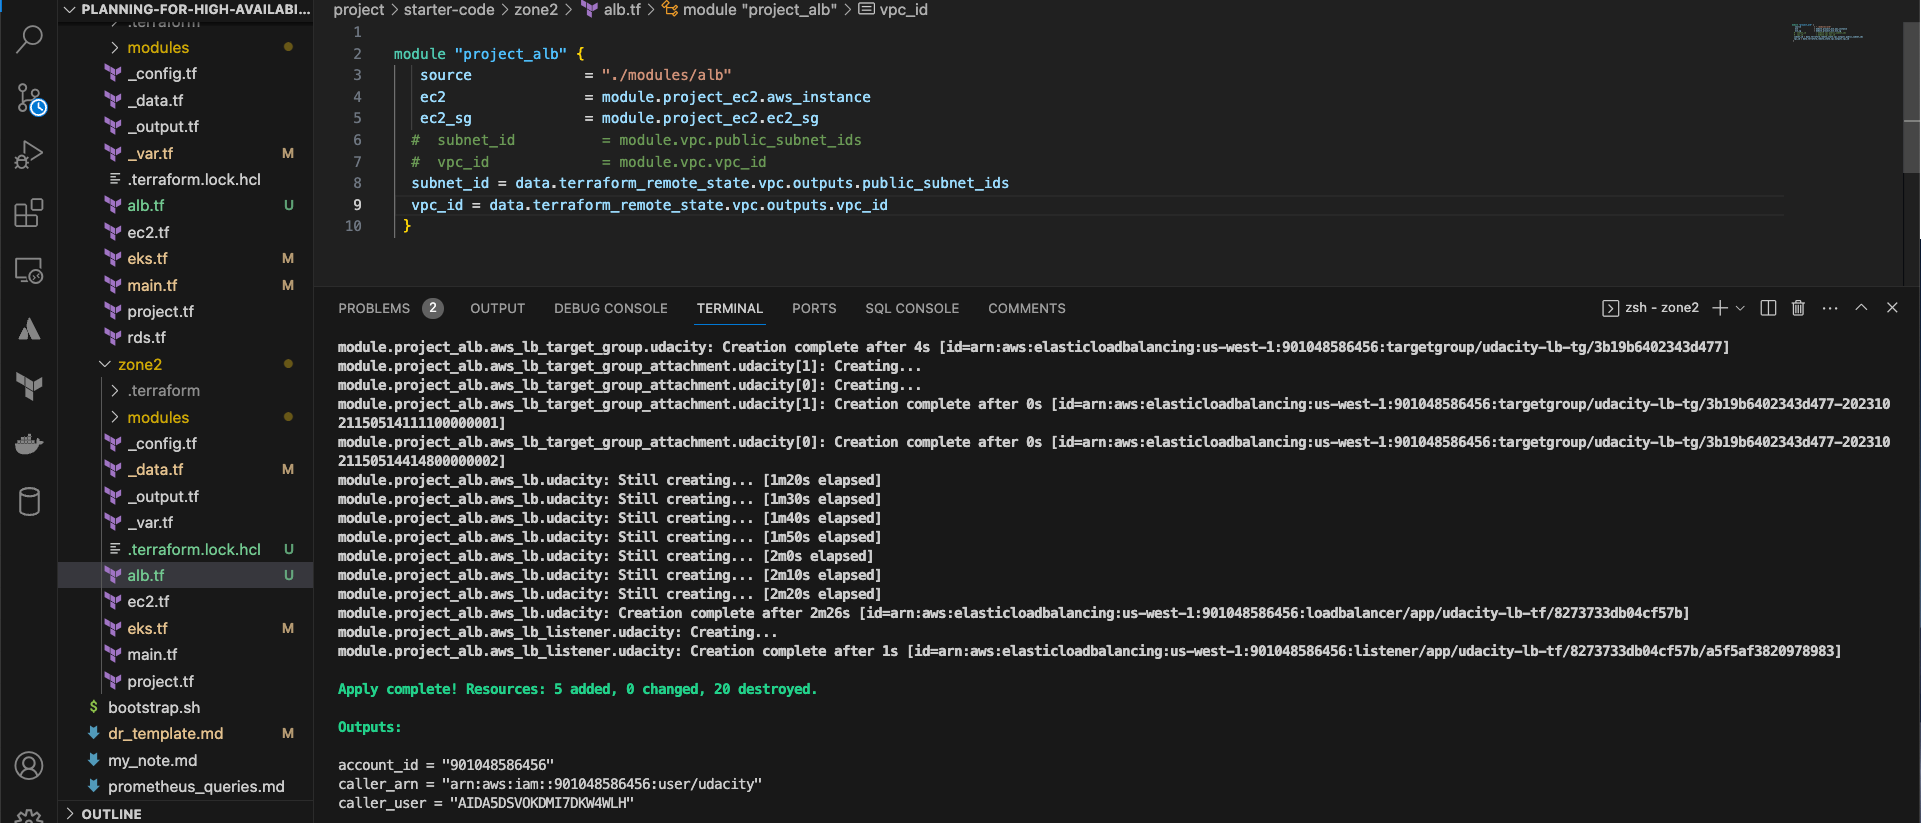 PLANNING-FOR-HIGH-AVAILABI...
.terraform
modules
_config.tf
_data.tf
_output.tf
_var.tf M
.terraform.lock.hcl
alb.tf U
ec2.tf
eks.tf M
main.tf M
project.tf
rds.tf
zone2
.terraform
modules
_config.tf
_data.tf M
_output.tf
_var.tf
.terraform.lock.hcl U
alb.tf U
ec2.tf
eks.tf M
main.tf
project.tf
$ bootstrap.sh
dr_template.md M
my_note.md
prometheus_queries.md
OUTLINE
project > starter-code > zone2 > alb.tf > module "project_alb" > vpc_id
1
2 module "project_alb" {
3 source = "./modules/alb"
4 ec2 = module.project_ec2.aws_instance
5 ec2_sg = module.project_ec2.ec2_sg
6 # subnet_id = module.vpc.public_subnet_ids
7 # vpc_id = module.vpc.vpc_id
8 subnet_id = data.terraform_remote_state.vpc.outputs.public_subnet_ids
9 vpc_id = data.terraform_remote_state.vpc.outputs.vpc_id
10 }
PROBLEMS 2 OUTPUT DEBUG CONSOLE TERMINAL PORTS SQL CONSOLE COMMENTS zsh - zone2
module.project_alb.aws_lb_target_group.udacity: Creation complete after 4s [id=arn:aws:elasticloadbalancing:us-west-1:901048586456:targetgroup/udacity-lb-tg/3b19b6402343d477]
module.project_alb.aws_lb_target_group_attachment.udacity[1]: Creating...
module.project_alb.aws_lb_target_group_attachment.udacity[0]: Creating...
module.project_alb.aws_lb_target_group_attachment.udacity[1]: Creation complete after 0s [id=arn:aws:elasticloadbalancing:us-west-1:901048586456:targetgroup/udacity-lb-tg/3b19b6402343d477-202310
21150514111100000001]
module.project_alb.aws_lb_target_group_attachment.udacity[0]: Creation complete after 0s [id=arn:aws:elasticloadbalancing:us-west-1:901048586456:targetgroup/udacity-lb-tg/3b19b6402343d477-202310
21150514414800000002]
module.project_alb.aws_lb.udacity: Still creating... [1m20s elapsed]
module.project_alb.aws_lb.udacity: Still creating... [1m30s elapsed]
module.project_alb.aws_lb.udacity: Still creating... [1m40s elapsed]
module.project_alb.aws_lb.udacity: Still creating... [1m50s elapsed]
module.project_alb.aws_lb.udacity: Still creating... [2m0s elapsed]
module.project_alb.aws_lb.udacity: Still creating... [2m10s elapsed]
module.project_alb.aws_lb.udacity: Still creating... [2m20s elapsed]
module.project_alb.aws_lb.udacity: Creation complete after 2m26s [id=arn:aws:elasticloadbalancing:us-west-1:901048586456:loadbalancer/app/udacity-lb-tf/8273733db04cf57b]
module.project_alb.aws_lb_listener.udacity: Creating...
module.project_alb.aws_lb_listener.udacity: Creation complete after 1s [id=arn:aws:elasticloadbalancing:us-west-1:901048586456:listener/app/udacity-lb-tf/8273733db04cf57b/a5f5af3820978983]
Apply complete! Resources: 5 added, 0 changed, 20 destroyed.
Outputs:
account_id = "901048586456"
caller_arn = "arn:aws:iam::901048586456:user/udacity"
caller_user = "AIDA5DSVOKDMI7DKW4WLH"